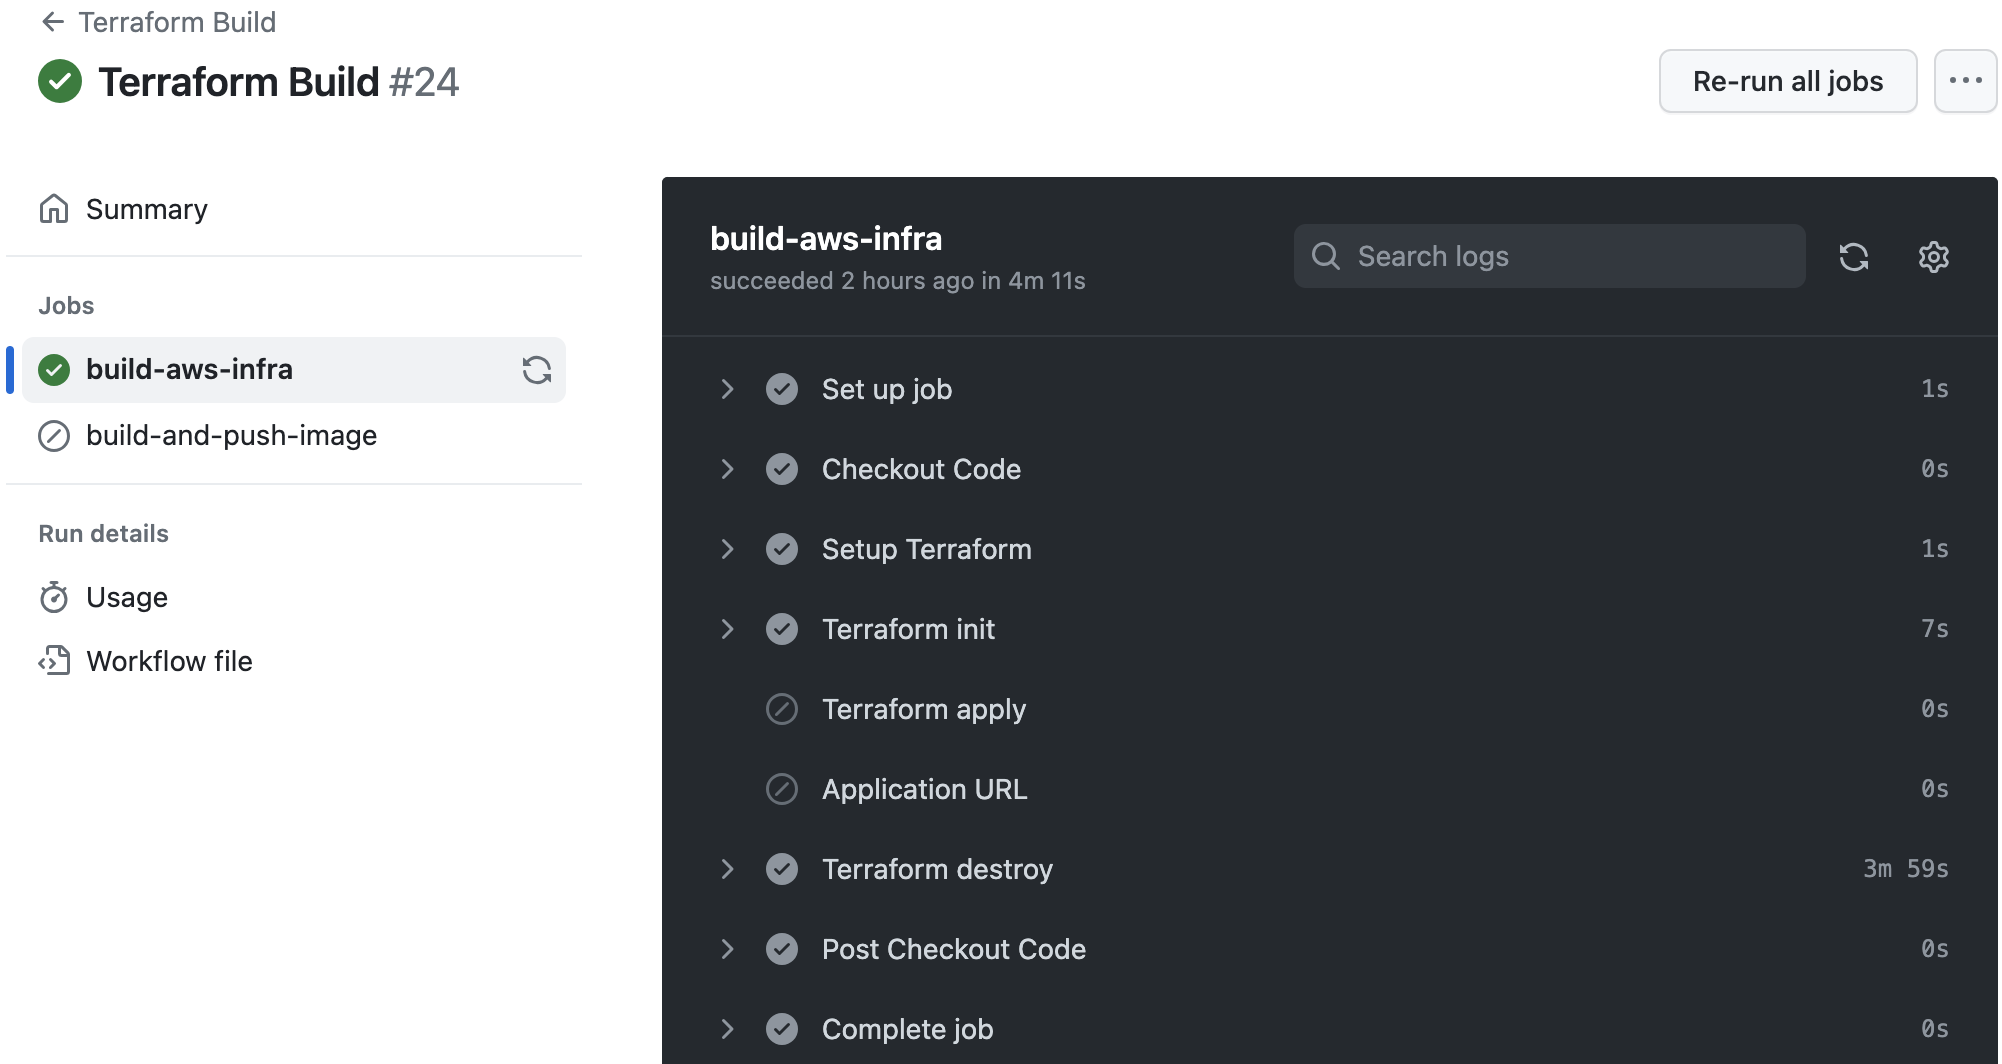 Terraform Build
Terraform Build #24
Re-run all jobs
Summary
Jobs
build-aws-infra
build-and-push-image
Run details
Usage
Workflow file
build-aws-infra
succeeded 2 hours ago in 4m 11s
Search logs
Set up job 1s
Checkout Code 0s
Setup Terraform 1s
Terraform init 7s
Terraform apply 0s
Application URL 0s
Terraform destroy 3m 59s
Post Checkout Code 0s
Complete job 0s